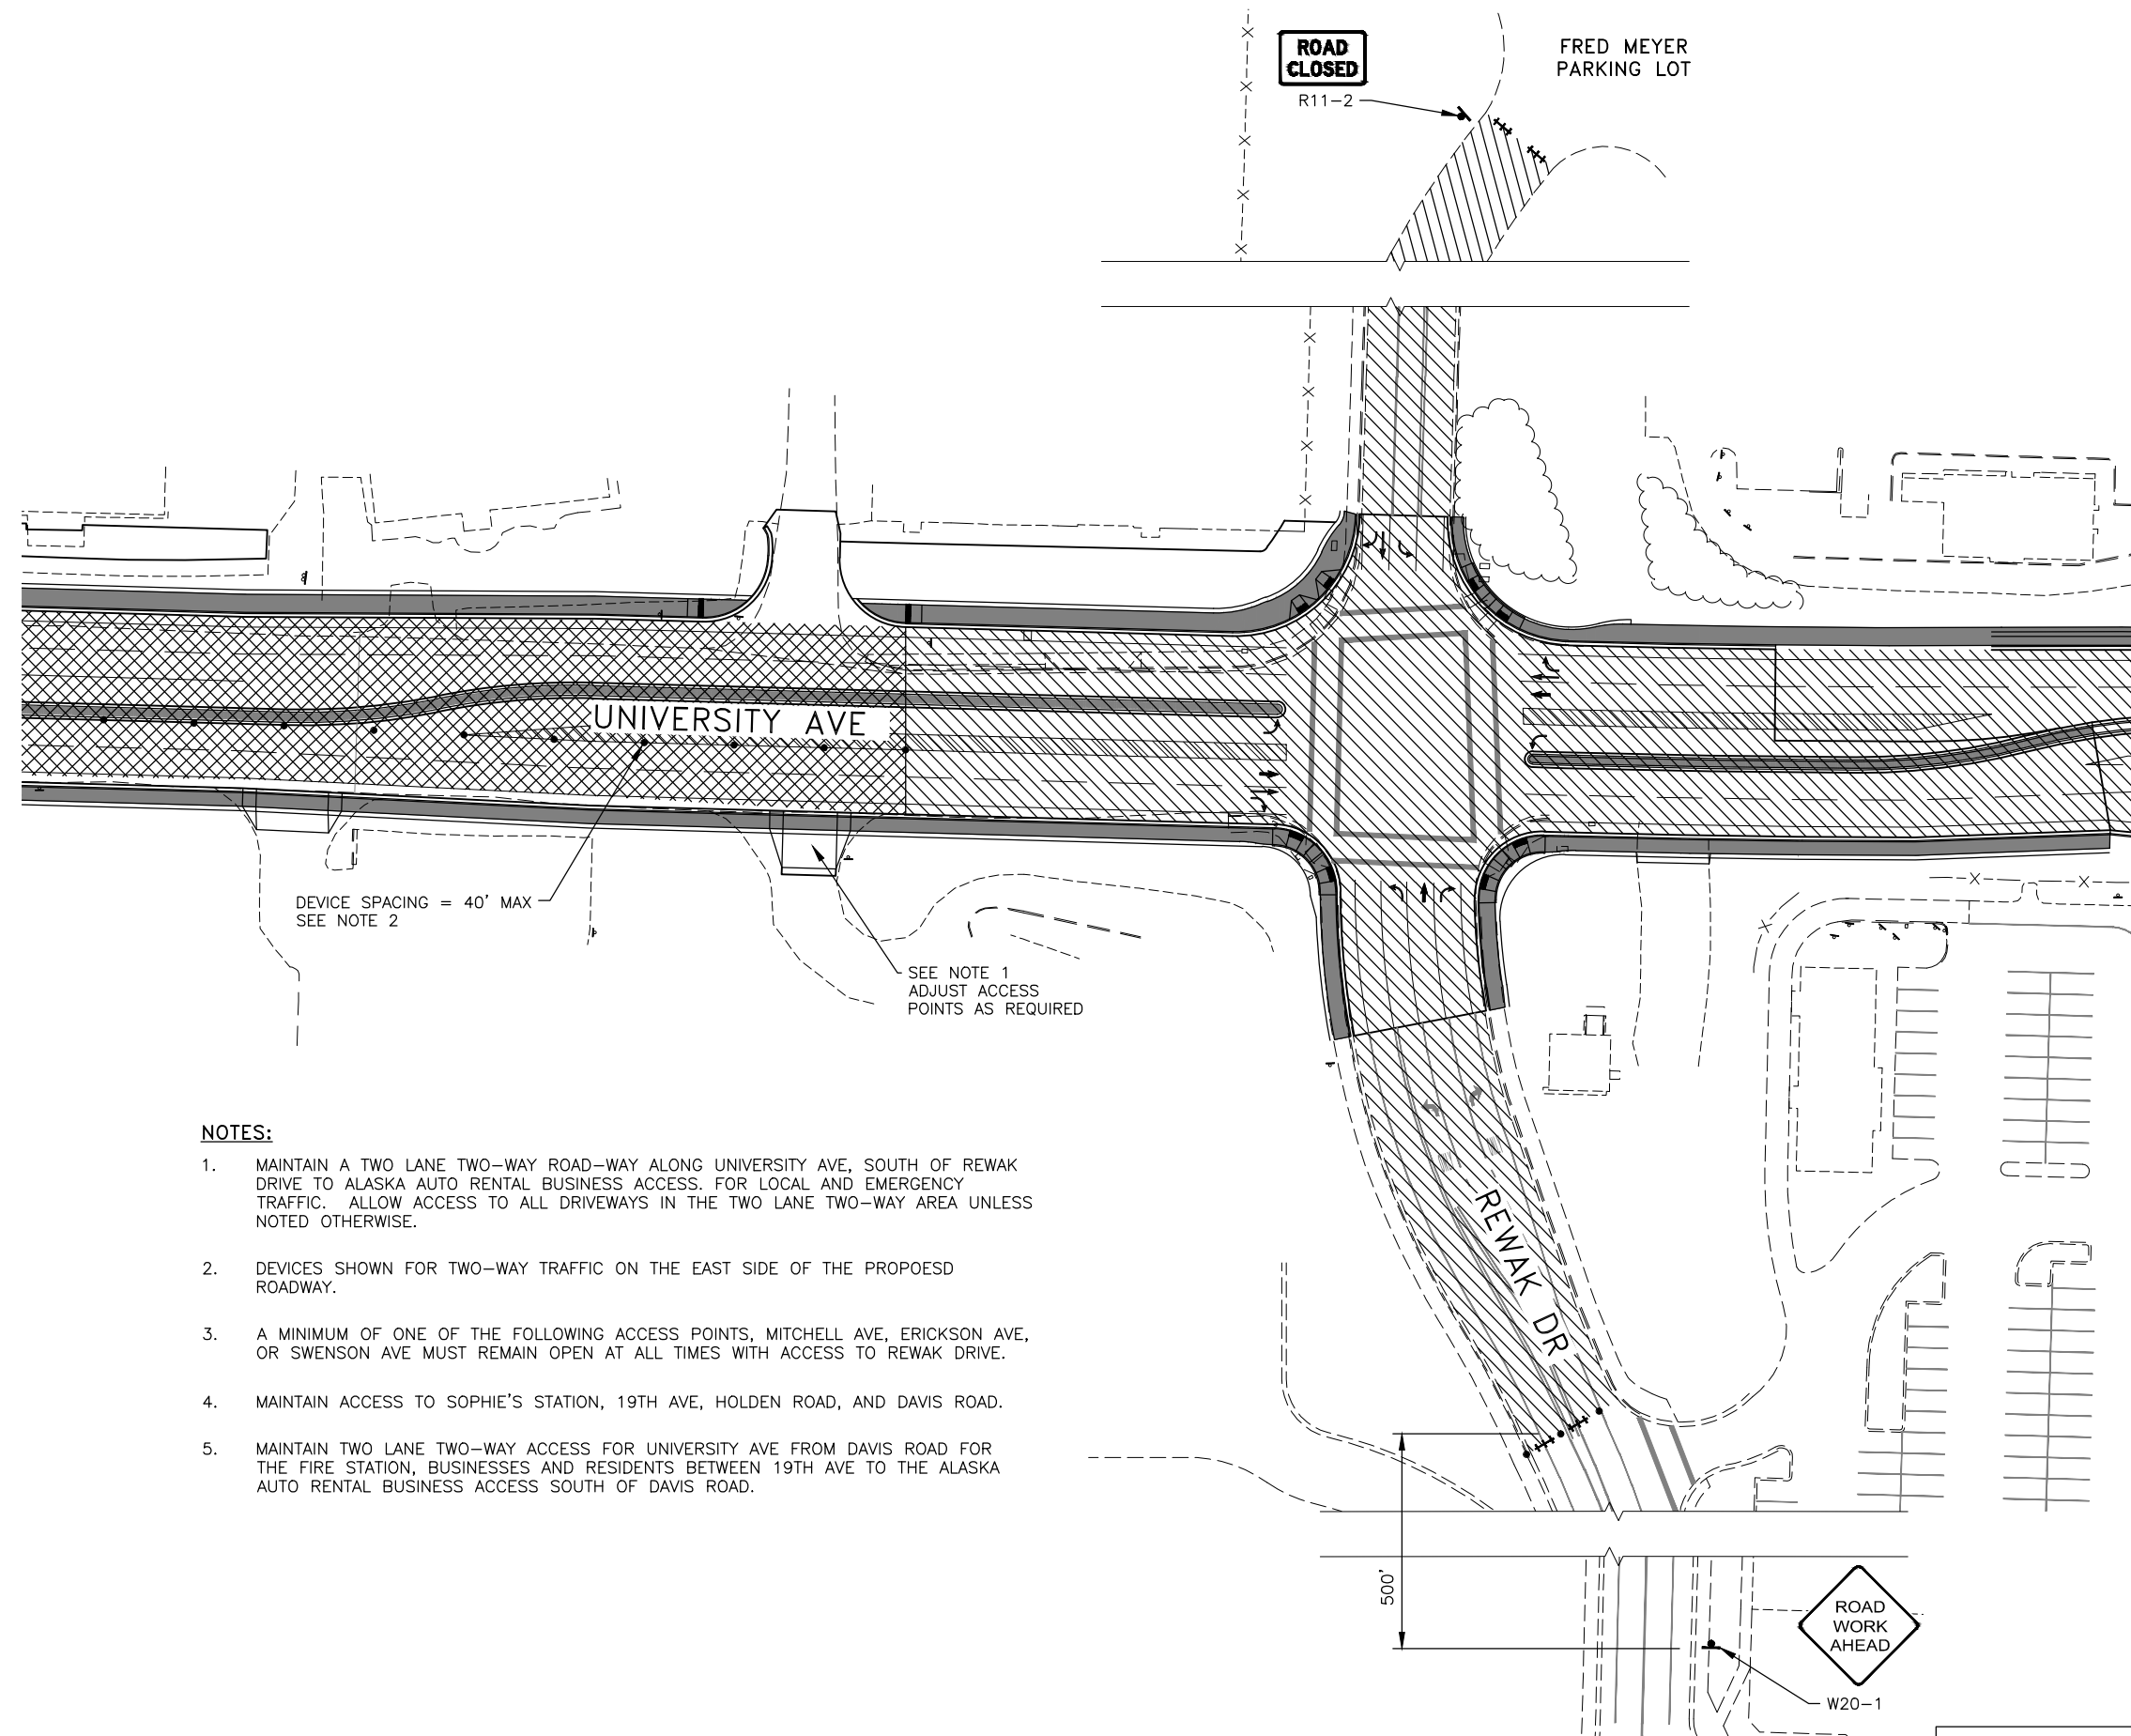 ROAD
CLOSED
R11-2
FRED MEYER
PARKING LOT
UNIVERSITY AVE
DEVICE SPACING = 40' MAX
SEE NOTE 2
SEE NOTE 1
ADJUST ACCESS
POINTS AS REQUIRED
NOTES:
1. MAINTAIN A TWO LANE TWO-WAY ROAD-WAY ALONG UNIVERSITY AVE, SOUTH OF REWAK
DRIVE TO ALASKA AUTO RENTAL BUSINESS ACCESS. FOR LOCAL AND EMERGENCY
TRAFFIC. ALLOW ACCESS TO ALL DRIVEWAYS IN THE TWO LANE TWO-WAY AREA UNLESS
NOTED OTHERWISE.
2. DEVICES SHOWN FOR TWO-WAY TRAFFIC ON THE EAST SIDE OF THE PROPOESD
ROADWAY.
3. A MINIMUM OF ONE OF THE FOLLOWING ACCESS POINTS, MITCHELL AVE, ERICKSON AVE,
OR SWENSON AVE MUST REMAIN OPEN AT ALL TIMES WITH ACCESS TO REWAK DRIVE.
4. MAINTAIN ACCESS TO SOPHIE'S STATION, 19TH AVE, HOLDEN ROAD, AND DAVIS ROAD.
5. MAINTAIN TWO LANE TWO-WAY ACCESS FOR UNIVERSITY AVE FROM DAVIS ROAD FOR
THE FIRE STATION, BUSINESSES AND RESIDENTS BETWEEN 19TH AVE TO THE ALASKA
AUTO RENTAL BUSINESS ACCESS SOUTH OF DAVIS ROAD.
REWAK DR
500'
ROAD
WORK
AHEAD
W20-1